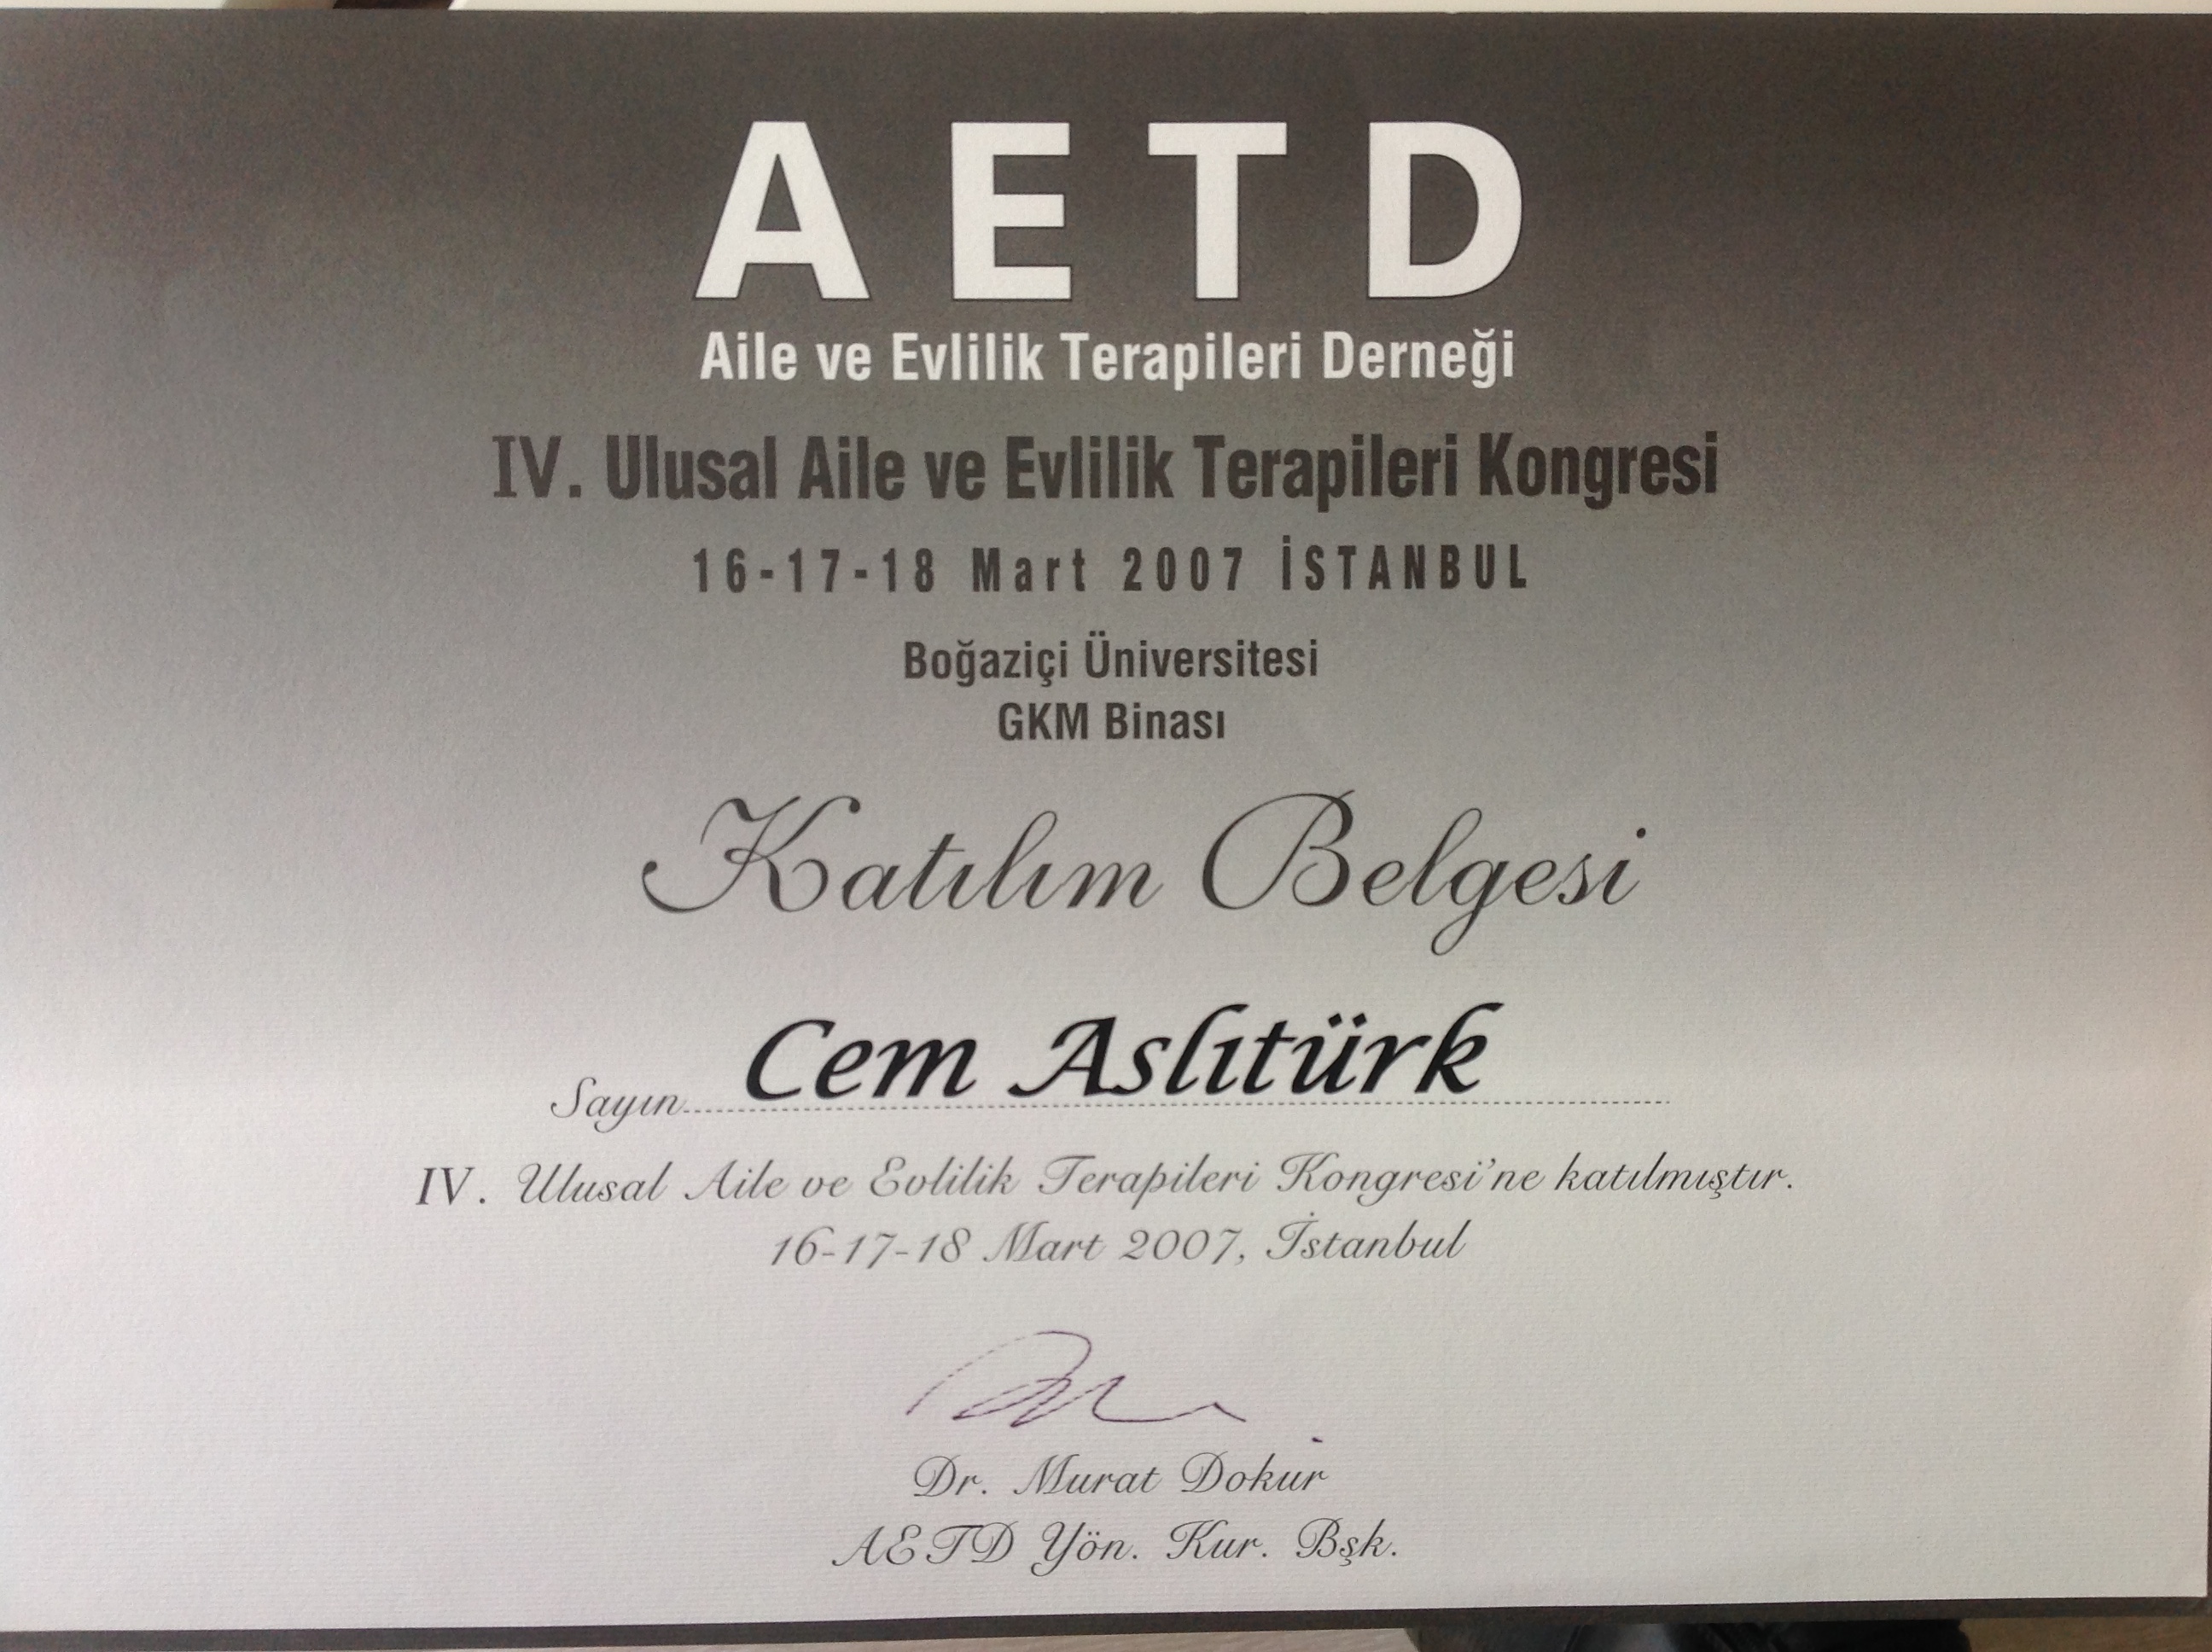 AETD
Aile ve Evlilik Terapileri Derneği
IV. Ulusal Aile ve Evlilik Terapileri Kongresi
16-17-18 Mart 2007 İSTANBUL
Boğaziçi Üniversitesi
GKM Binası
Katılım Belgesi
Sayın Cem Aslıtürk
IV. Ulusal Aile ve Evlilik Terapileri Kongresi'ne katılmıştır.
16-17-18 Mart 2007, İstanbul
Dr. Murat Dokur
AETD Yön. Kur. Bşk.